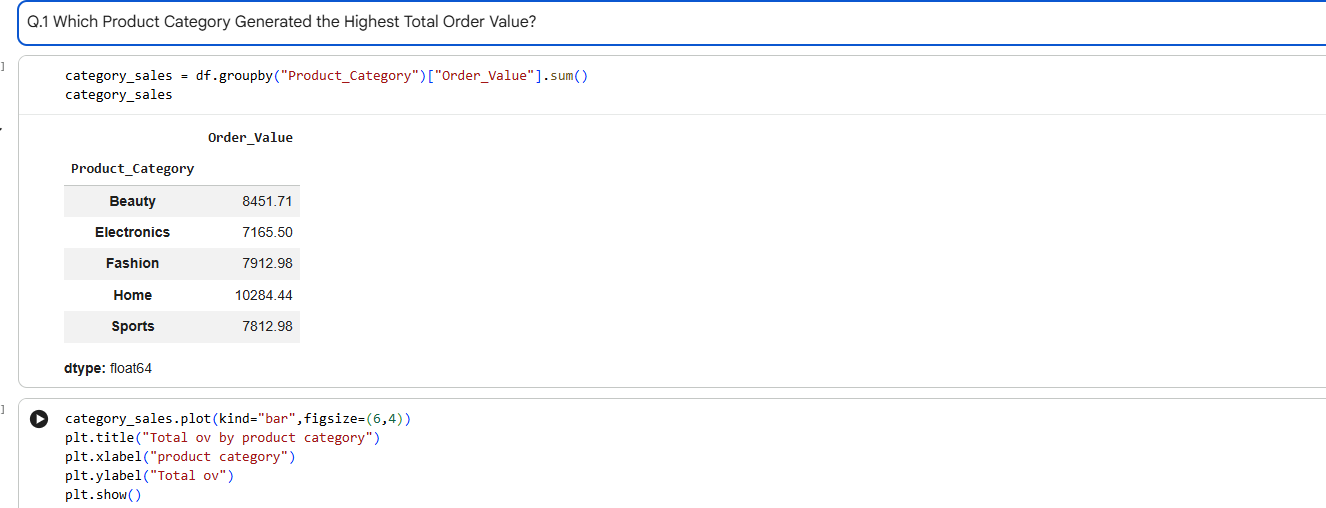 Q.1 Which Product Category Generated the Highest Total Order Value?
]
category_sales = df.groupby("Product_Category")["Order_Value"].sum()
category_sales
Order_Value
Product_Category
Beauty 8451.71
Electronics 7165.50
Fashion 7912.98
Home 10284.44
Sports 7812.98
dtype: float64
]
category_sales.plot(kind="bar",figsize=(6,4))
plt.title("Total ov by product category")
plt.xlabel("product category")
plt.ylabel("Total ov")
plt.show()